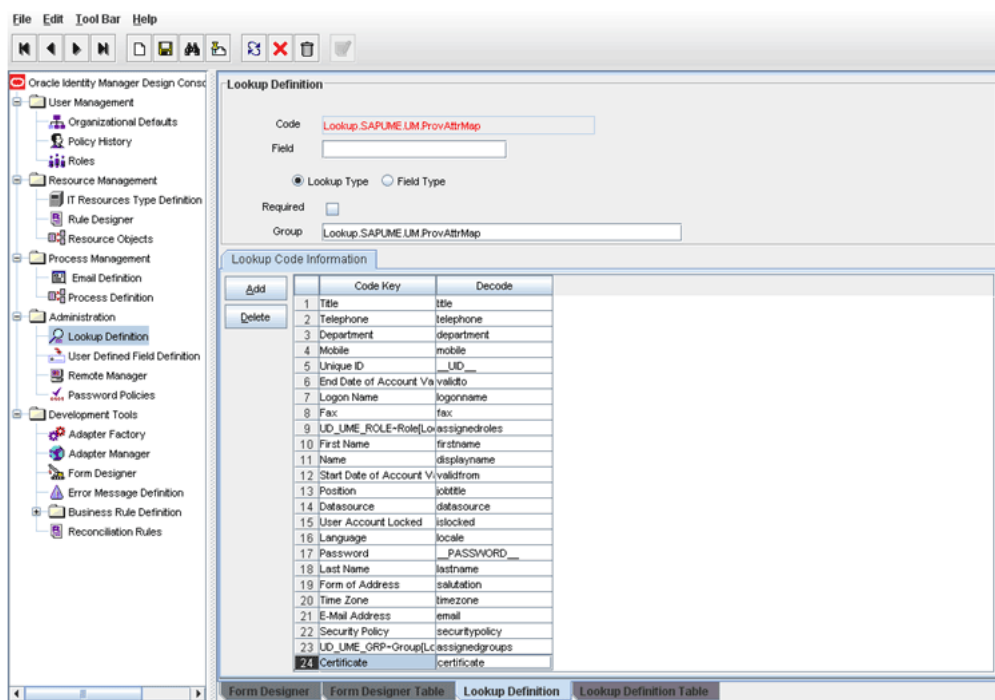 File Edit Tool Bar Help
Oracle Identity Manager Design Conso
User Management
Organizational Defaults
Policy History
Roles
Resource Management
IT Resources Type Definition
Rule Designer
Resource Objects
Process Management
Email Definition
Process Definition
Administration
Lookup Definition
User Defined Field Definition
Remote Manager
Password Policies
Development Tools
Adapter Factory
Adapter Manager
Form Designer
Error Message Definition
Business Rule Definition
Reconciliation Rules
Lookup Definition
Code Lookup.SAPUME.UM.ProvAttrMap
Field
Lookup Type Field Type
Required
Group Lookup.SAPUME.UM.ProvAttrMap
Lookup Code Information
Add
Delete
Code Key Decode
1 Title title
2 Telephone telephone
3 Department department
4 Mobile mobile
5 Unique ID __UID__
6 End Date of Account Va validto
7 Logon Name logonname
8 Fax fax
9 UD_UME_ROLE~Role[Lo assignedroles
10 First Name firstname
11 Name displayname
12 Start Date of Account V validfrom
13 Position jobtitle
14 Datasource datasource
15 User Account Locked islocked
16 Language locale
17 Password __PASSWORD__
18 Last Name lastname
19 Form of Address salutation
20 Time Zone timezone
21 E-Mail Address email
22 Security Policy securitypolicy
23 UD_UME_GRP~Group[Lo assignedgroups
24 Certificate certificate
Form Designer Form Designer Table Lookup Definition Lookup Definition Table